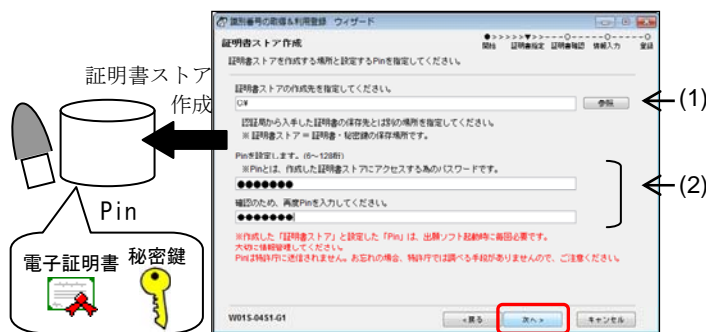 識別番号の取得&利用登録 ウィザード
証明書ストア作成
●>>>>>▼>>---○----○----○
開始 証明書指定 証明書確認 情報入力 登録
証明書ストアを作成する場所と設定するPinを指定してください。
証明書ストアの作成先を指定してください。
C:¥
参照
認証局から入手した証明書の保存先とは別の場所を指定してください。
※ 証明書ストア = 証明書・秘密鍵の保存場所です。
Pinを設定します。(6~128桁)
※Pinとは、作成した証明書ストアにアクセスする為のパスワードです。
●●●●●●●
確認のため、再度Pinを入力してください。
●●●●●●●
※作成した「証明書ストア」と設定した「Pin」は、出願ソフト起動時に毎回必要です。
大切に情報管理してください。
Pinは特許庁に送信されません。お忘れの場合、特許庁では調べる手段がありませんので、ご注意ください。
W01S-0451-G1
<戻る
次へ>
キャンセル
(1)
(2)
証明書ストア
作成
Pin
電子証明書 秘密鍵